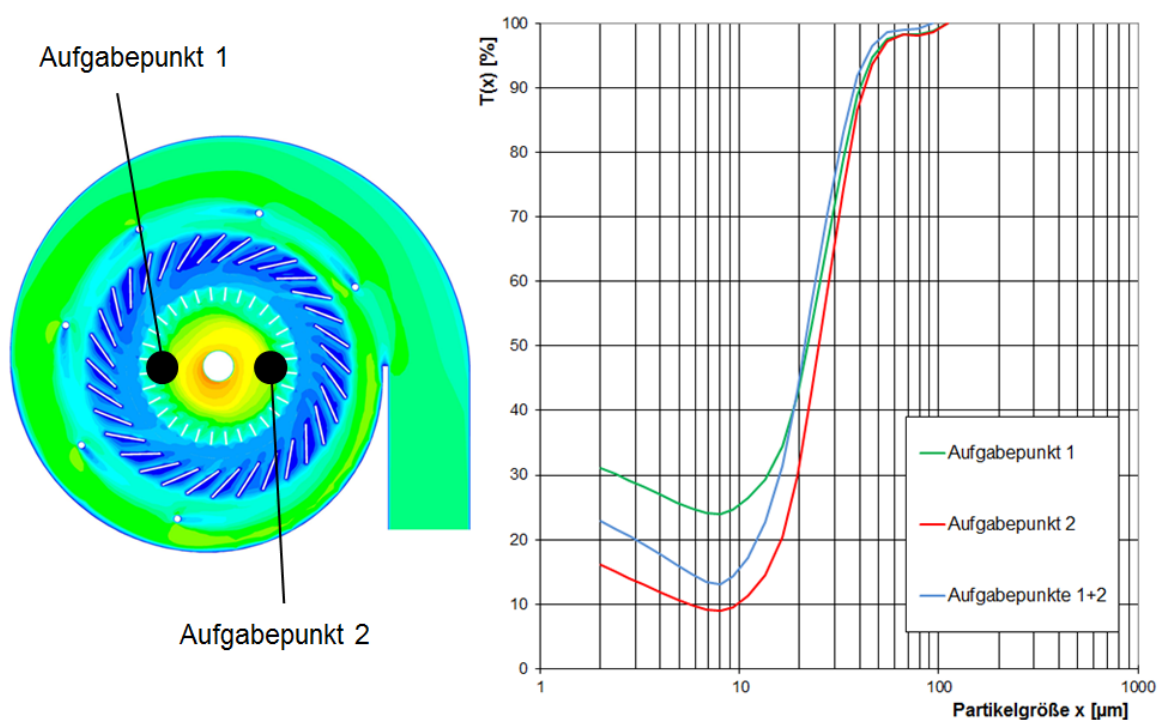 Aufgabepunkt 1
Aufgabepunkt 2
T(x) [%]
100
90
80
70
60
50
40
30
20
10
0
1
10
100
1000
Partikelgröße x [µm]
Aufgabepunkt 1
Aufgabepunkt 2
Aufgabepunkte 1+2